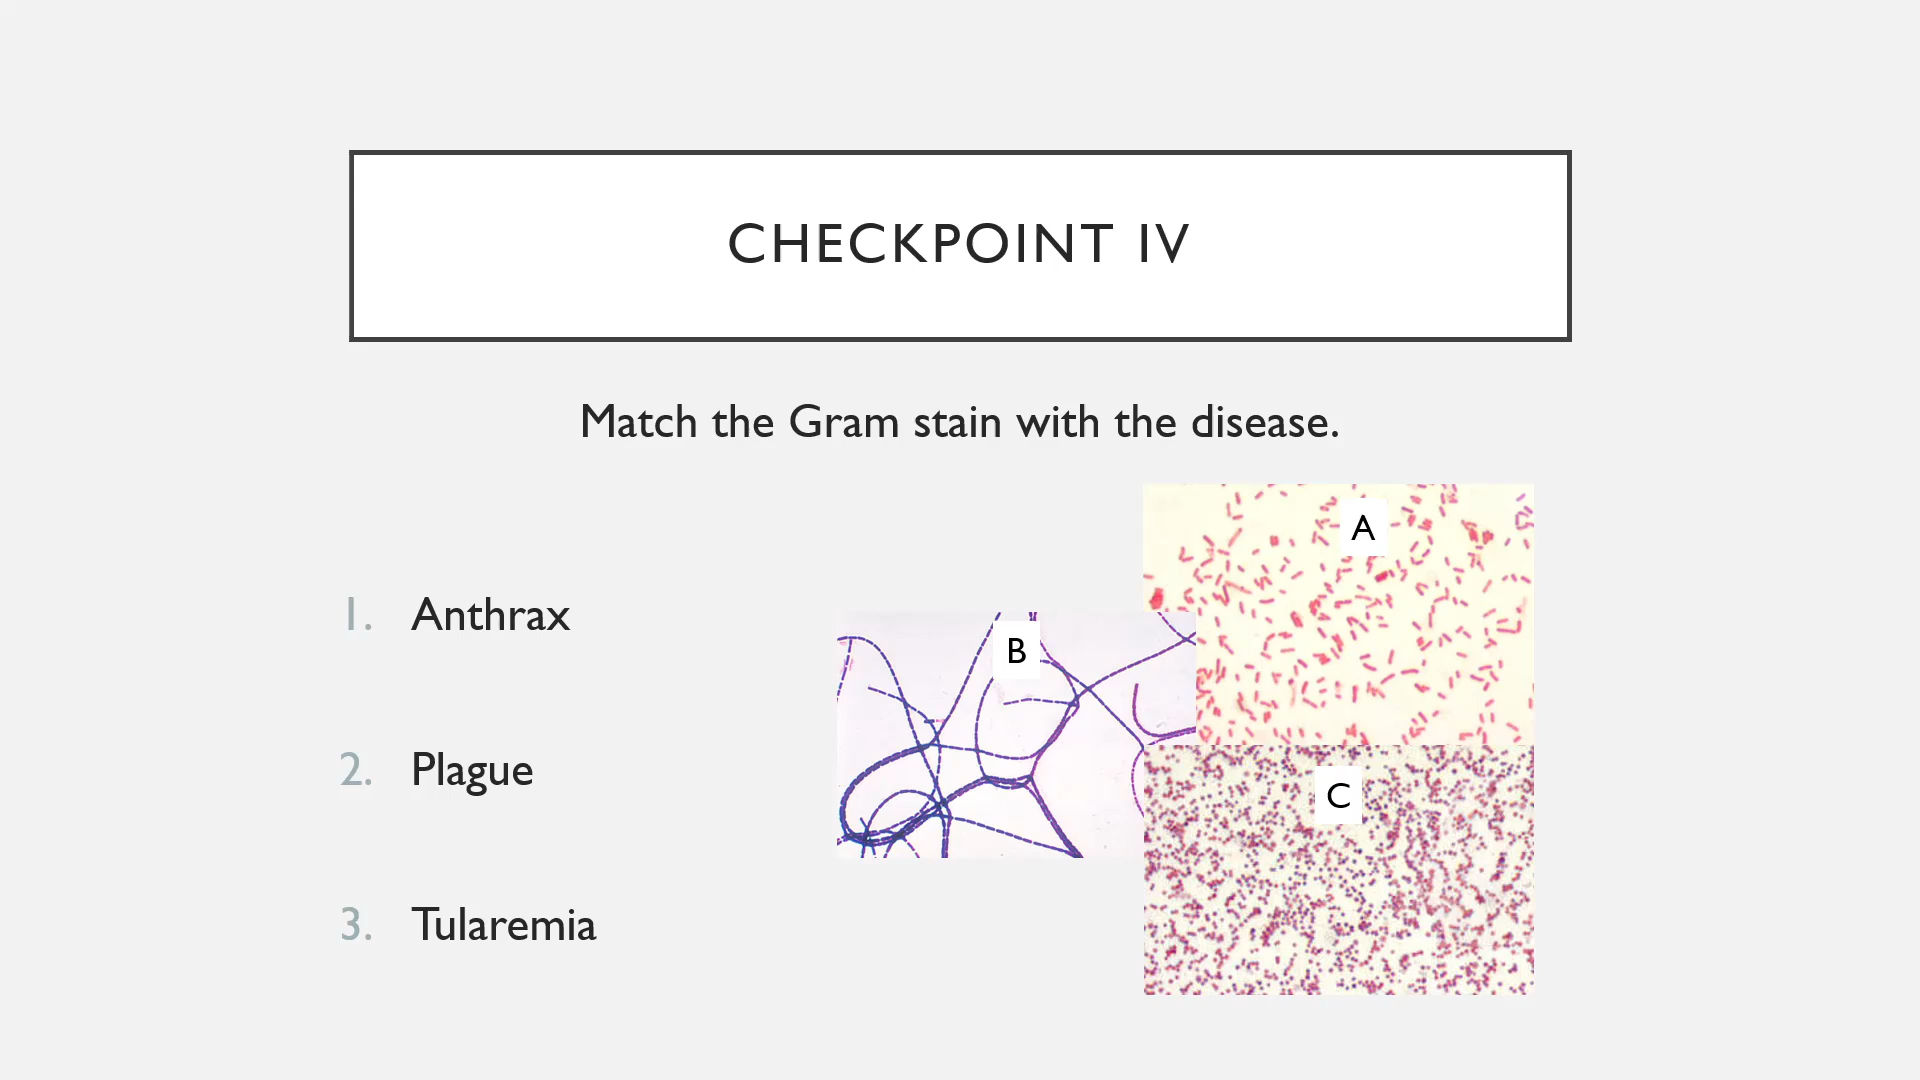 CHECKPOINT IV
Match the Gram stain with the disease.
1. Anthrax
2. Plague
3. Tularemia
A
B
C